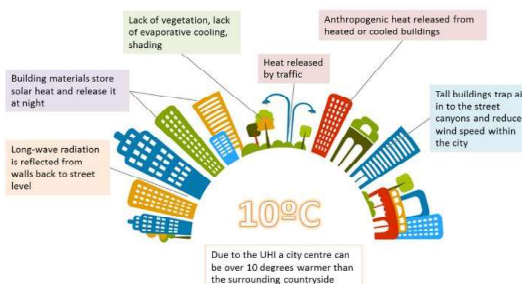 Lack of vegetation, lack
of evaporative cooling,
shading
Anthropogenic heat released from
heated or cooled buildings
Heat released
by traffic
Building materials store
solar heat and release it
at night
Tall buildings trap ai
in to the street
canyons and reduce
wind speed within
the city
Long-wave radiation
is reflected from
walls back to street
level
10ºC
Due to the UHI a city centre can
be over 10 degrees warmer than
the surrounding countryside